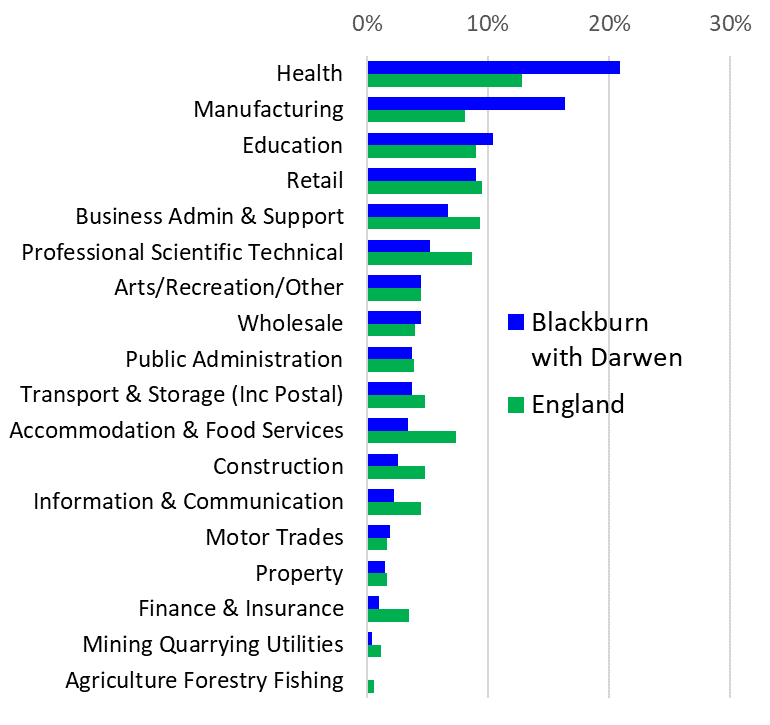 0% 10% 20% 30%
Health
Manufacturing
Education
Retail
Business Admin & Support
Professional Scientific Technical
Arts/Recreation/Other
Wholesale
Public Administration
Transport & Storage (Inc Postal)
Accommodation & Food Services
Construction
Information & Communication
Motor Trades
Property
Finance & Insurance
Mining Quarrying Utilities
Agriculture Forestry Fishing
Blackburn
with Darwen
England